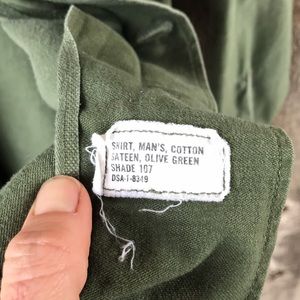 SHIRT, MAN'S, COTTON
SATEEN, OLIVE GREEN
SHADE 107
DSA-1-8349